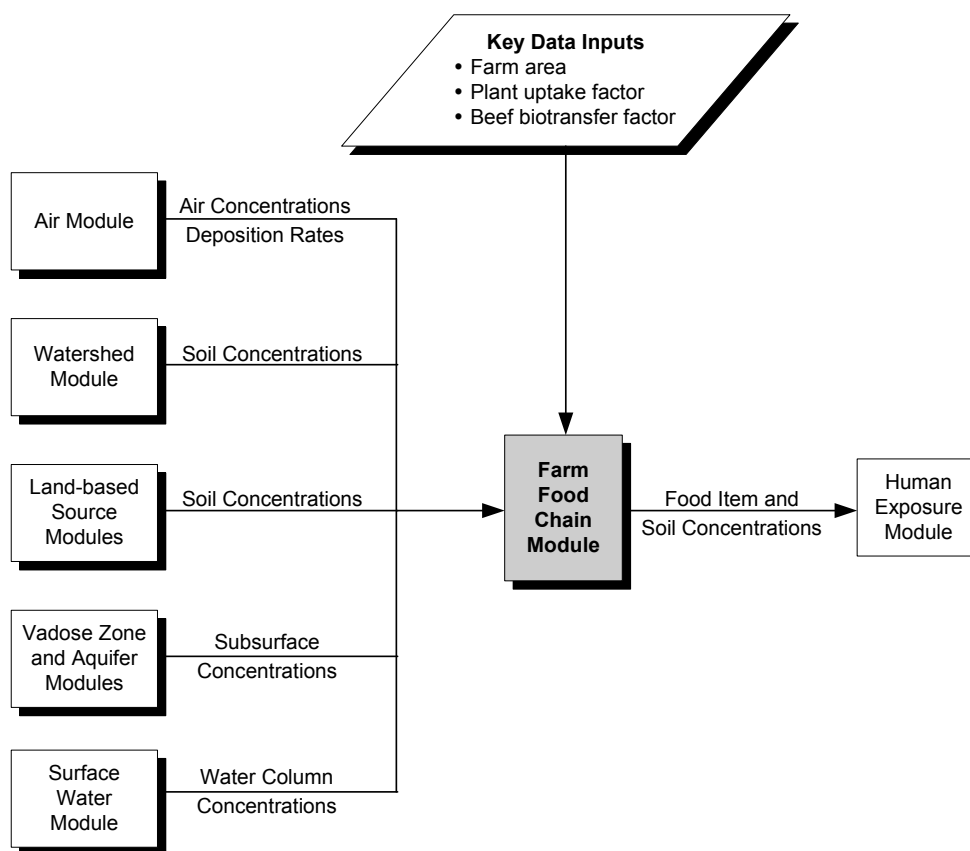 Key Data Inputs
• Farm area
• Plant uptake factor
• Beef biotransfer factor
Air Module
Air Concentrations
Deposition Rates
Watershed
Module
Soil Concentrations
Land-based
Source
Modules
Soil Concentrations
Farm
Food
Chain
Module
Food Item and
Soil Concentrations
Human
Exposure
Module
Vadose Zone
and Aquifer
Modules
Subsurface
Concentrations
Surface
Water
Module
Water Column
Concentrations